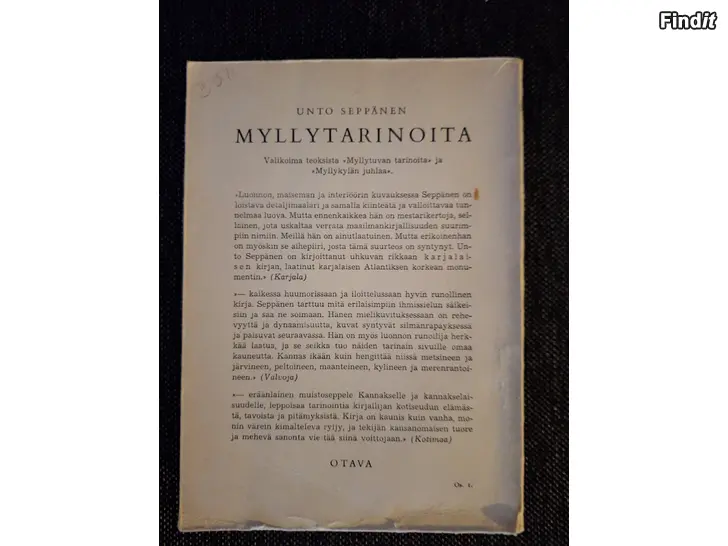 Findit
UNTO SEPPÄNEN
MYLLYTARINOITA
Valikoima teoksista »Myllytuvan tarinoita» ja
»Myllykylän juhlaa».
»Luonnon, maiseman ja interiöörin kuvauksessa Seppänen on
loistava detaljimaalari ja samalla kiinteätä ja valloittavaa tun-
nelmaa luova. Mutta ennenkaikkea hän on mestarikertoja, sel-
lainen, jota uskaltaa verrata maailmankirjallisuuden suurim-
piin nimiin. Meillä hän on ainutlaatuinen. Mutta erikoinenhan
on myöskin se aihepiiri, josta tämä suurteos on syntynyt. Un-
to Seppänen on kirjoittanut uhkuvan rikkaan karjalai-
sen kirjan, laatinut karjalaisen Atlantiksen korkean monu-
mentin.» (Karjala)
»— kaikessa huumorissaan ja iloittelussaan hyvin runollinen
kirja. Seppänen tarttuu mitä erilaisimpiin ihmissielun säikei-
siin ja saa ne soimaan. Hänen mielikuvituksessaan on rehe-
vyyttä ja dynaamisuutta, kuvat syntyvät silmänräpäyksessä
ja paisuvat seuraavassa. Hän on myös luonnon runoilija herk-
kää laatua, ja se seikka tuo näiden tarinain sivuille omaa
kauneutta. Kannas ikään kuin hengittää niissä metsineen ja
järvineen, peltoineen, maanteineen, kylineen ja merenrantoi-
neen.» (Valvoja)
»— eräänlainen muistoseppele Kannakselle ja kannakselai-
suudelle, leppoisaa tarinointia kirjailijan kotiseudun elämäs-
tä, tavoista ja pitämyksistä. Kirja on kaunis kuin vanha, mo-
nin värein kimalteleva ryijy, ja tekijän kansanomaisen tuore
ja mehevä sanonta vie tää siinä voittojaan.» (Kotimaa)
OTAVA
Ov. 1.